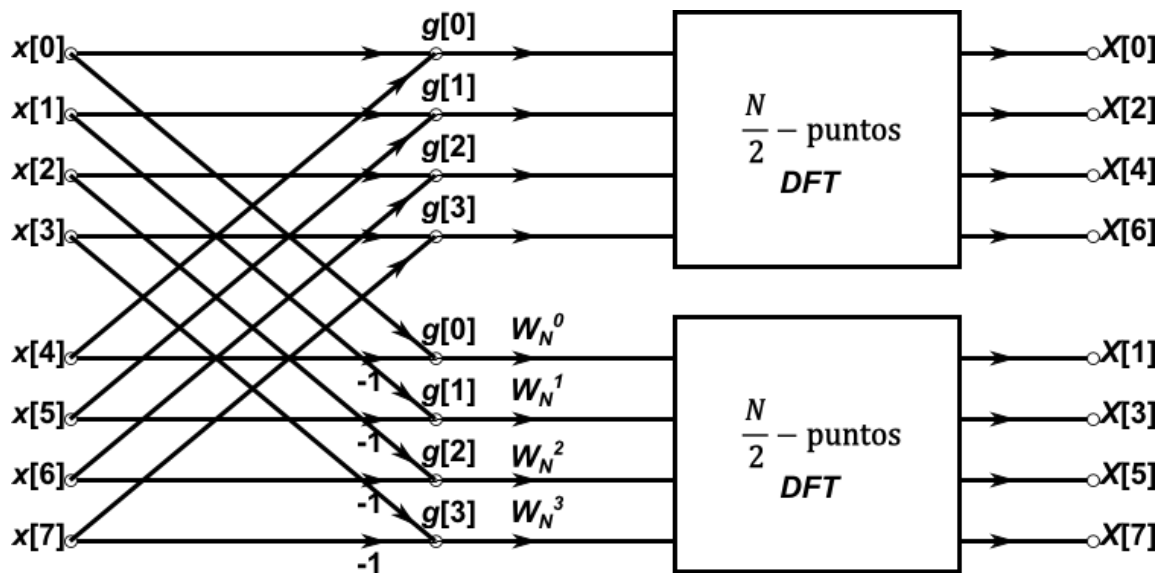 x[0] g[0] X[0]
x[1] g[1] X[2]
x[2] g[2] X[4]
x[3] g[3] X[6]
N/2 − puntos
DFT
x[4] -1 g[0] W_N^0 X[1]
x[5] -1 g[1] W_N^1 X[3]
x[6] -1 g[2] W_N^2 X[5]
x[7] -1 g[3] W_N^3 X[7]
N/2 − puntos
DFT